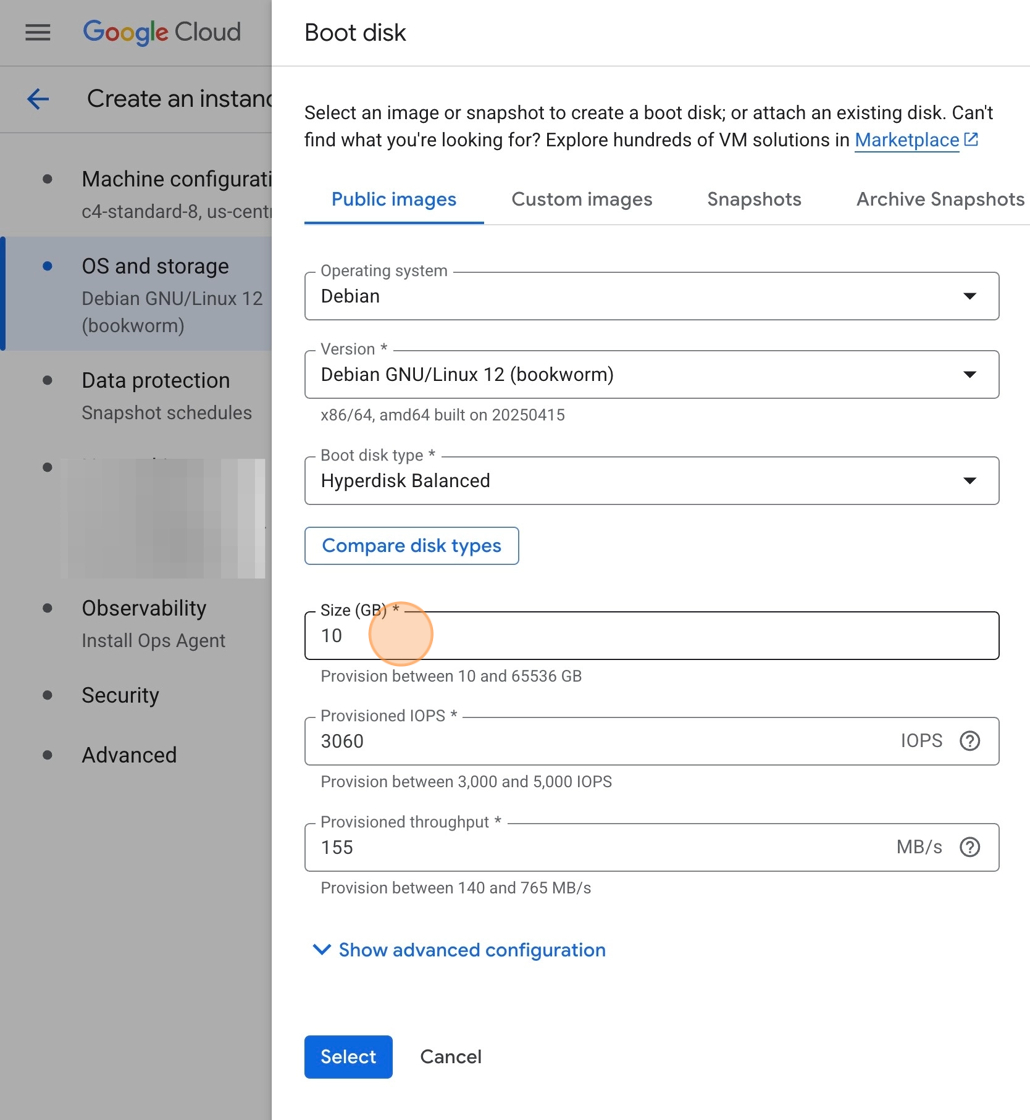 Google Cloud
Create an instanc
Machine configurati
c4-standard-8, us-centr
OS and storage
Debian GNU/Linux 12
(bookworm)
Data protection
Snapshot schedules
Observability
Install Ops Agent
Security
Advanced
Boot disk
Select an image or snapshot to create a boot disk; or attach an existing disk. Can't
find what you're looking for? Explore hundreds of VM solutions in Marketplace
Public images
Custom images
Snapshots
Archive Snapshots
Operating system
Debian
Version *
Debian GNU/Linux 12 (bookworm)
x86/64, amd64 built on 20250415
Boot disk type *
Hyperdisk Balanced
Compare disk types
Size (GB) *
10
Provision between 10 and 65536 GB
Provisioned IOPS *
3060
IOPS
Provision between 3,000 and 5,000 IOPS
Provisioned throughput *
155
MB/s
Provision between 140 and 765 MB/s
Show advanced configuration
Select
Cancel